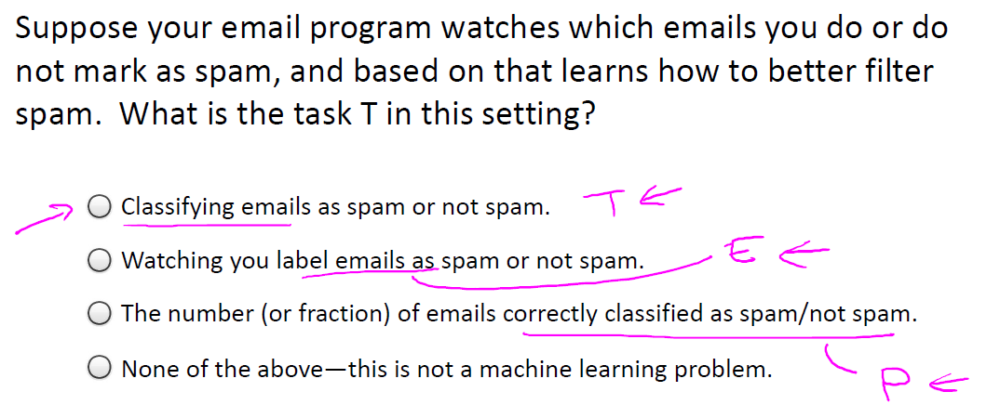 Suppose your email program watches which emails you do or do
not mark as spam, and based on that learns how to better filter
spam. What is the task T in this setting?
Classifying emails as spam or not spam. T
Watching you label emails as spam or not spam. E
The number (or fraction) of emails correctly classified as spam/not spam.
None of the above—this is not a machine learning problem. P